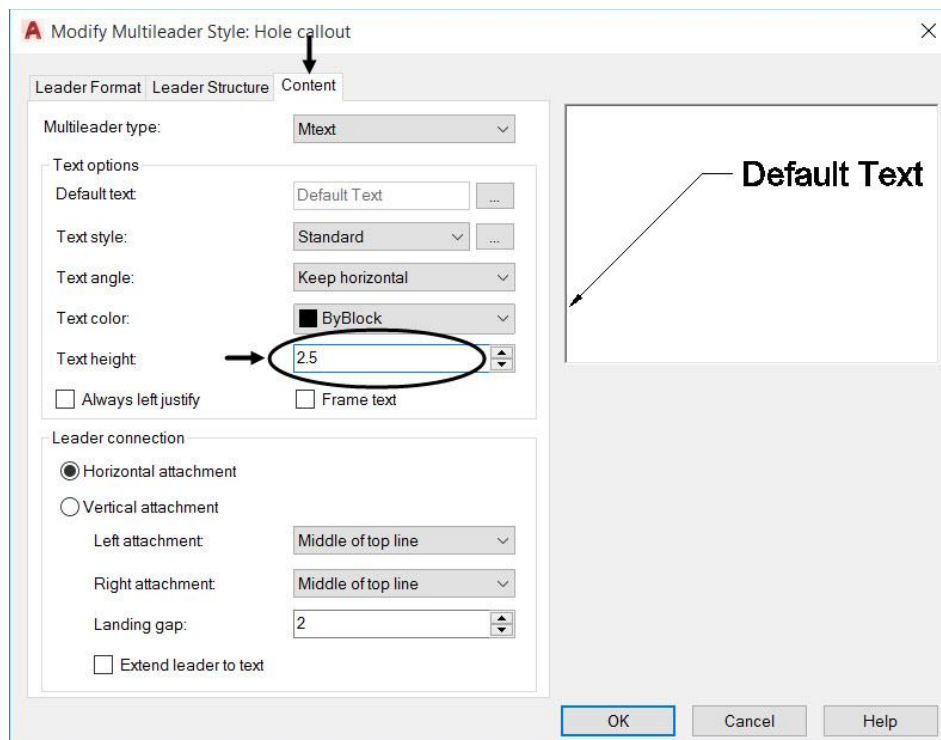 Modify Multileader Style: Hole callout
Leader Format Leader Structure Content
Multileader type: Mtext
Text options
Default text: Default Text ...
Text style: Standard ...
Text angle: Keep horizontal
Text color: ByBlock
Text height: 2.5
Always left justify Frame text
Leader connection
Horizontal attachment
Vertical attachment
Left attachment: Middle of top line
Right attachment: Middle of top line
Landing gap: 2
Extend leader to text
Default Text
OK Cancel Help